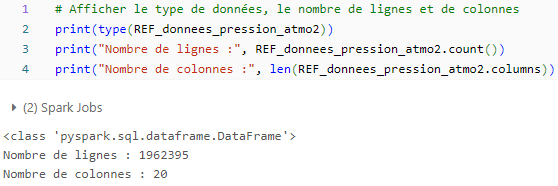 1 # Afficher le type de données, le nombre de lignes et de colonnes
2 print(type(REF_donnees_pression_atmo2))
3 print("Nombre de lignes :", REF_donnees_pression_atmo2.count())
4 print("Nombre de colonnes :", len(REF_donnees_pression_atmo2.columns))
(2) Spark Jobs
<class 'pyspark.sql.dataframe.DataFrame'>
Nombre de lignes : 1962395
Nombre de colonnes : 20